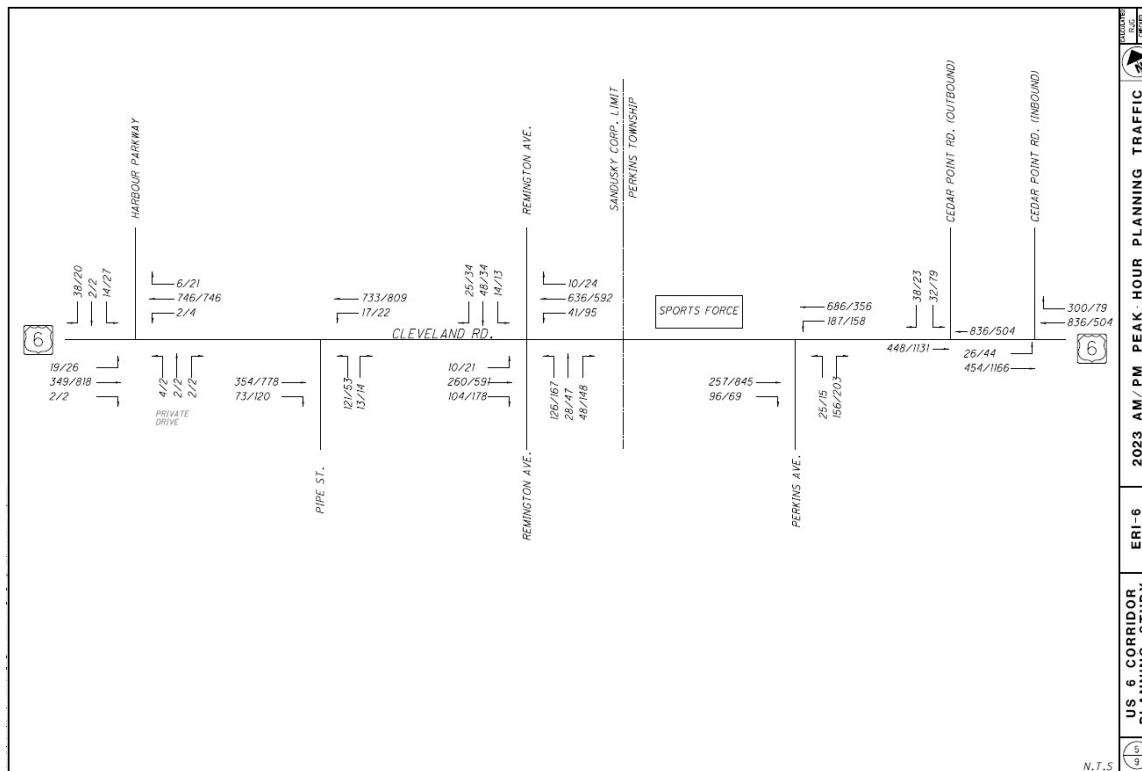 HARBOUR PARKWAY
REMINGTON AVE.
SANDUSKY CORP. LIMIT
PERKINS TOWNSHIP
CEDAR POINT RD. (OUTBOUND)
CEDAR POINT RD. (INBOUND)
38/20
2/2
14/27
6/21
746/746
2/4
733/809
17/22
25/34
48/34
14/13
10/24
636/592
41/95
SPORTS FORCE
686/356
187/158
38/23
32/79
836/504
300/79
836/504
6
CLEVELAND RD.
6
19/26
349/818
2/2
4/2
2/2
2/2
PRIVATE
DRIVE
354/778
73/120
121/53
13/14
10/21
260/591
104/178
126/167
28/47
48/148
257/845
96/69
25/15
156/203
448/1131
26/44
454/1166
PIPE ST.
REMINGTON AVE.
PERKINS AVE.
CALCULATED
RJG
CHECKED
2023 AM/PM PEAK-HOUR PLANNING TRAFFIC
ERI-6
US 6 CORRIDOR
PLANNING STUDY
5
9
N.T.S